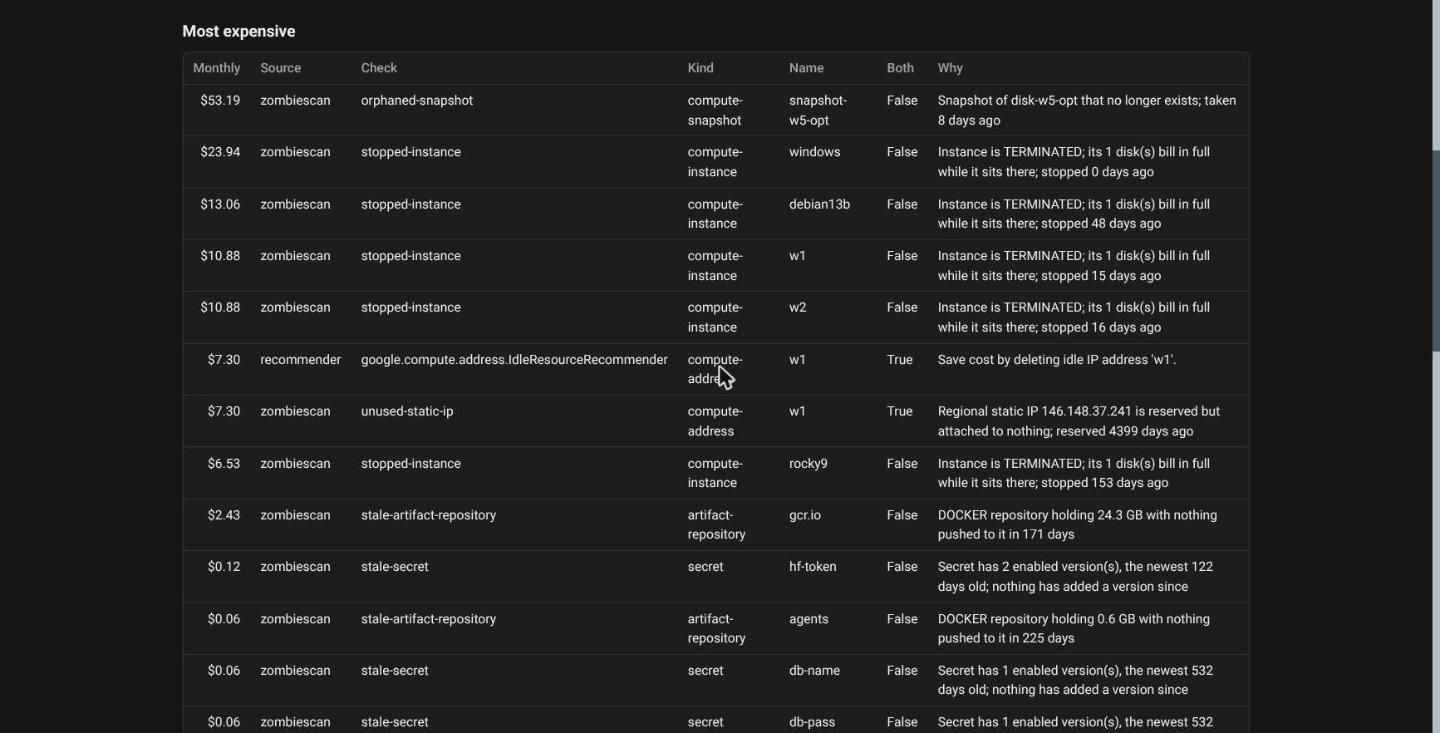 Most expensive
Monthly Source Check Kind Name Both Why
$53.19 zombiescan orphaned-snapshot compute- snapshot- False Snapshot of disk-w5-opt that no longer exists; taken
snapshot w5-opt 8 days ago
$23.94 zombiescan stopped-instance compute- windows False Instance is TERMINATED; its 1 disk(s) bill in full
instance while it sits there; stopped 0 days ago
$13.06 zombiescan stopped-instance compute- debian13b False Instance is TERMINATED; its 1 disk(s) bill in full
instance while it sits there; stopped 48 days ago
$10.88 zombiescan stopped-instance compute- w1 False Instance is TERMINATED; its 1 disk(s) bill in full
instance while it sits there; stopped 15 days ago
$10.88 zombiescan stopped-instance compute- w2 False Instance is TERMINATED; its 1 disk(s) bill in full
instance while it sits there; stopped 16 days ago
$7.30 recommender google.compute.address.IdleResourceRecommender compute- w1 True Save cost by deleting idle IP address 'w1'.
$7.30 zombiescan unused-static-ip compute- w1 True Regional static IP 146.148.37.241 is reserved but
address attached to nothing; reserved 4399 days ago
$6.53 zombiescan stopped-instance compute- rocky9 False Instance is TERMINATED; its 1 disk(s) bill in full
instance while it sits there; stopped 153 days ago
$2.43 zombiescan stale-artifact-repository artifact- gcr.io False DOCKER repository holding 24.3 GB with nothing
repository pushed to it in 171 days
$0.12 zombiescan stale-secret secret hf-token False Secret has 2 enabled version(s), the newest 122
days old; nothing has added a version since
$0.06 zombiescan stale-artifact-repository artifact- agents False DOCKER repository holding 0.6 GB with nothing
repository pushed to it in 225 days
$0.06 zombiescan stale-secret secret db-name False Secret has 1 enabled version(s), the newest 532
days old; nothing has added a version since
$0.06 zombiescan stale-secret secret db-pass False Secret has 1 enabled version(s), the newest 532